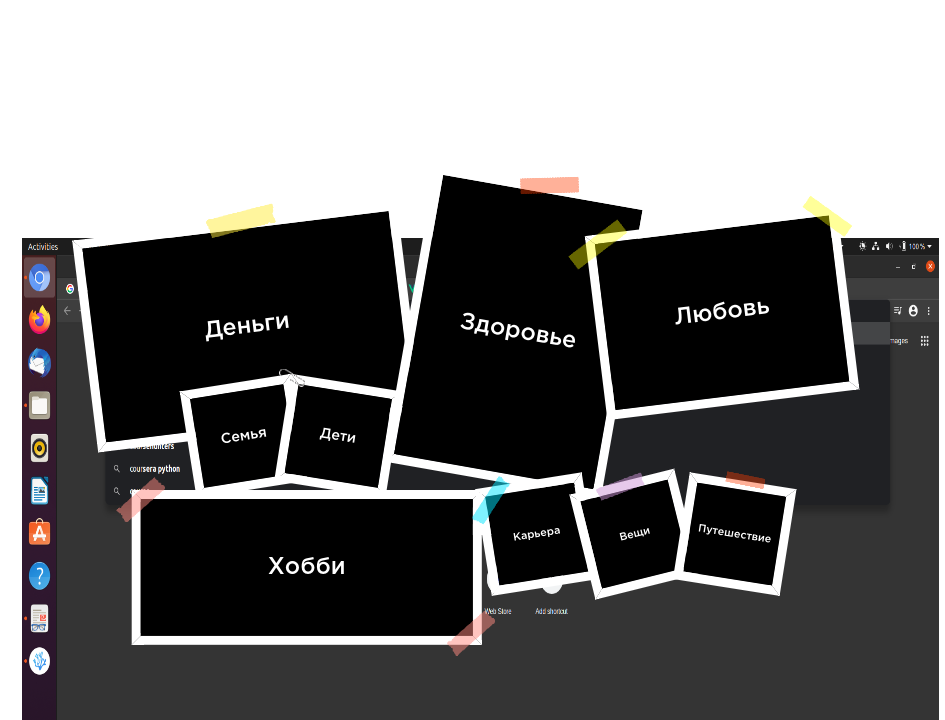 Activities
100 %
Деньги
Здоровье
Любовь
Семья
Дети
coursera python
Хобби
Карьера
Вещи
Путешествие
Web Store
Add shortcut